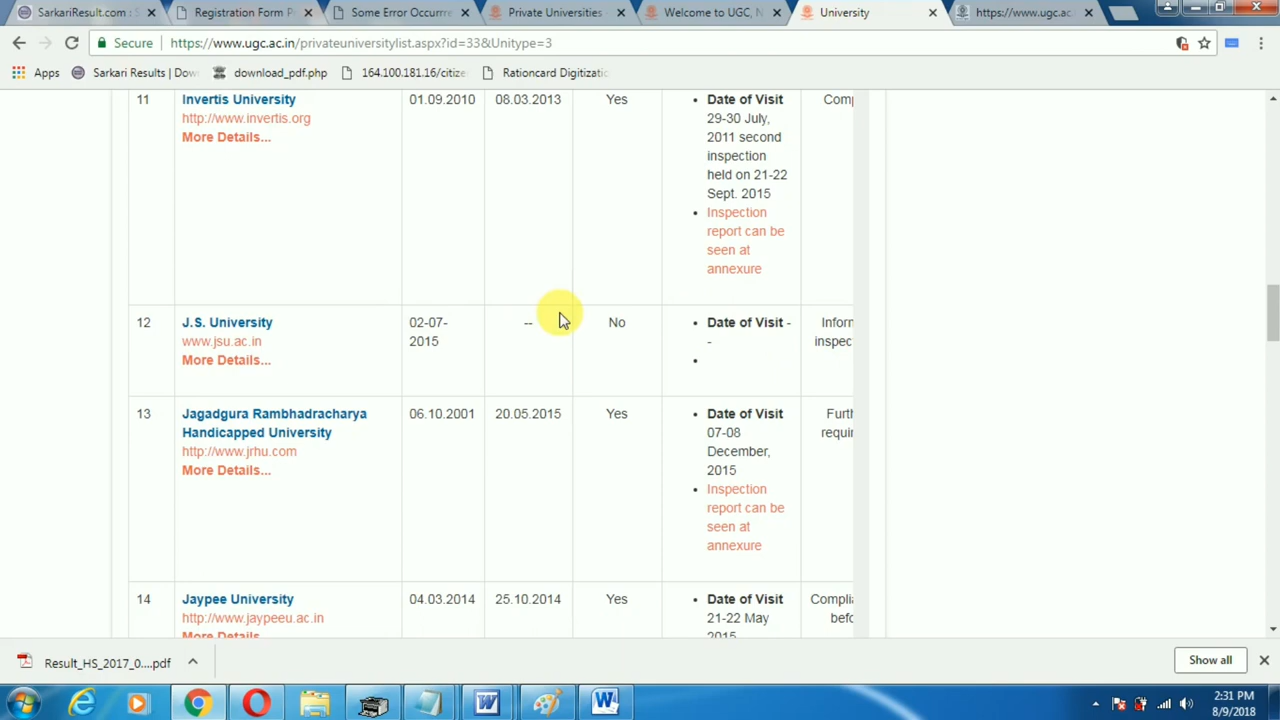 SarkariResult.com : S
Registration Form P
Some Error Occurrre
Private Universities
Welcome to UGC, N
University
https://www.ugc.ac
Secure
https://www.ugc.ac.in/privateuniversitylist.aspx?id=33&Unitype=3
Apps
Sarkari Results | Dow
download_pdf.php
164.100.181.16/citize
Rationcard Digitizatic
11
Invertis University
http://www.invertis.org
More Details...
01.09.2010
08.03.2013
Yes
• Date of Visit
29-30 July,
2011 second
inspection
held on 21-22
Sept. 2015
• Inspection
report can be
seen at
annexure
Comp
12
J.S. University
www.jsu.ac.in
More Details...
02-07-
2015
--
No
• Date of Visit -
-
•
Inform
inspec
13
Jagadgura Rambhadracharya
Handicapped University
http://www.jrhu.com
More Details...
06.10.2001
20.05.2015
Yes
• Date of Visit
07-08
December,
2015
• Inspection
report can be
seen at
annexure
Furth
requir
14
Jaypee University
http://www.jaypeeu.ac.in
More Details
04.03.2014
25.10.2014
Yes
• Date of Visit
21-22 May
2015
Complia
befo
Result_HS_2017_0....pdf
Show all
2:31 PM
8/9/2018